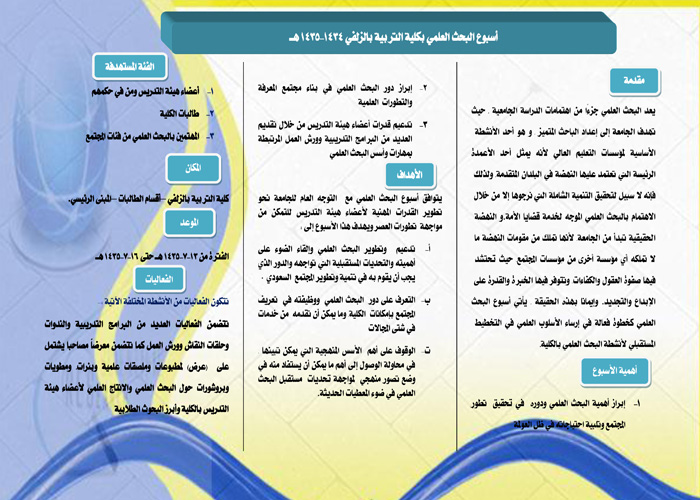 أسبوع البحث العلمي بكلية التربية بالزلفي ١٤٣٤-١٤٣٥هـ
مقدمة
يعد البحث العلمي جزءاً من اهتمامات الدراسة الجامعية . حيث
تهدف الجامعة إلى إعداد الباحث المتميز . و هو أحد الأنشطة
الأساسية لمؤسسات التعليم العالي لأنه يمثل أحد الأعمدة
الرئيسة التي تعتمد عليها النهضة في البلدان المتقدمة ولذلك
فإنه لا سبيل لتحقيق التنمية الشاملة التي نرجوها إلا من خلال
الاهتمام بالبحث العلمي الموجه لخدمة قضايا الأمة.و النهضة
الحقيقية تبدأ من الجامعة لأنها تملك من مقومات النهضة ما
لا تملكه أي مؤسسة أخرى من مؤسسات المجتمع حيث تحتشد
فيها صفوة العقول والكفاءات وتتوفر فيها الخبرة والقدرة على
الإبداع والتجديد. وإيمانا بهذه الحقيقة يأتي أسبوع البحث
العلمي كخطوة فعالة في إرساء الأسلوب العلمي في التخطيط
المستقبلي لأنشطة البحث العلمي بالكلية.
أهمية الأسبوع
١- إبراز أهمية البحث العلمي ودوره في تحقيق تطور
المجتمع وتلبية احتياجاته في ظل العولمة
٢- إبراز دور البحث العلمي في بناء مجتمع المعرفة
والتطورات العلمية
٣- تدعيم قدرات أعضاء هيئة التدريس من خلال تقديم
العديد من البرامج التدريبية وورش العمل المرتبطة
بمهارات وأسس البحث العلمي
الأهداف
يتوافق أسبوع البحث العلمي مع التوجه العام للجامعة نحو
تطوير القدرات المهنية لأعضاء هيئة التدريس للتمكن من
مواجهة تطورات العصر ويهدف هذا الأسبوع إلى :
أ- تدعيم وتطوير البحث العلمي والقاء الضوء على
أهميته والتحديات المستقبلية التي تواجهه والدور الذي
يجب أن يقوم به في تنمية وتطوير المجتمع السعودي .
ب- التعرف على دور البحث العلمي ووظيفته في تعريف
المجتمع بإمكانات الكلية وما يمكن أن تقدمه من خدمات
في شتى المجالات
ت- الوقوف على أهم الأسس المنهجية التي يمكن تبنيها
في محاولة الوصول إلى أهم ما يمكن أن يستفاد منه في
وضع تصور منهجي لمواجهة تحديات مستقبل البحث
العلمي في ضوء المعطيات الحديثة.
الفئة المستهدفة
١- أعضاء هيئة التدريس ومن في حكمهم
٢- طالبات الكلية
٣- المهتمين بالبحث العلمي من فئات المجتمع
المكان
كلية التربية بالزلفي –أقسام الطالبات –المبنى الرئيسي.
الموعد
الفترة من ١٣-٧-١٤٣٥هـ حتى ١٦-٧-١٤٣٥هـ
الفعاليات
تتكون الفعاليات من الأنشطة المختلفة الآتية –
تتضمن الفعاليات العديد من البرامج التدريبية والندوات
وحلقات النقاش وورش العمل كما تتضمن معرضاً مصاحبا يشتمل
على (عرض) لمطبوعات وملصقات علمية وبنرات ومطويات
وبروشورات حول البحث العلمي والانتاج العلمي لأعضاء هيئة
التدريس بالكلية وأبرز البحوث الطلابية